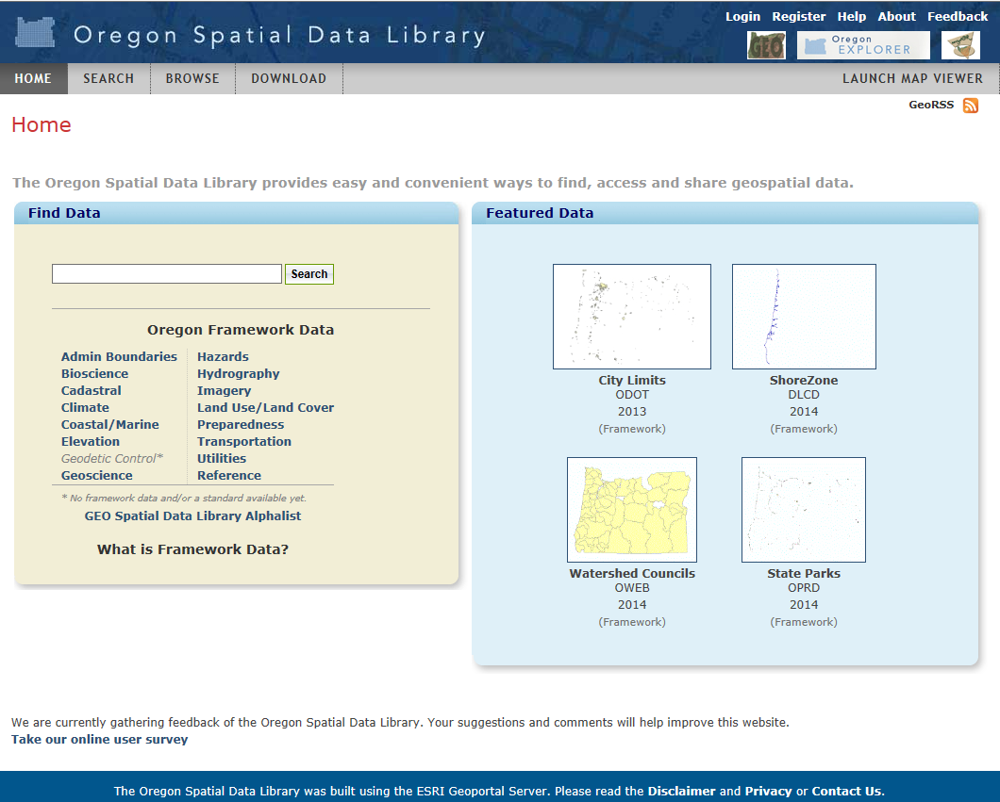 Login Register Help About Feedback
Oregon Spatial Data Library
GEO
Oregon
EXPLORER
HOME SEARCH BROWSE DOWNLOAD LAUNCH MAP VIEWER
GeoRSS
Home
The Oregon Spatial Data Library provides easy and convenient ways to find, access and share geospatial data.
Find Data
Search
Oregon Framework Data
Admin Boundaries
Bioscience
Cadastral
Climate
Coastal/Marine
Elevation
Geodetic Control*
Geoscience
Hazards
Hydrography
Imagery
Land Use/Land Cover
Preparedness
Transportation
Utilities
Reference
* No framework data and/or a standard available yet.
GEO Spatial Data Library Alphalist
What is Framework Data?
Featured Data
City Limits
ODOT
2013
(Framework)
ShoreZone
DLCD
2014
(Framework)
Watershed Councils
OWEB
2014
(Framework)
State Parks
OPRD
2014
(Framework)
We are currently gathering feedback of the Oregon Spatial Data Library. Your suggestions and comments will help improve this website.
Take our online user survey
The Oregon Spatial Data Library was built using the ESRI Geoportal Server. Please read the Disclaimer and Privacy or Contact Us.